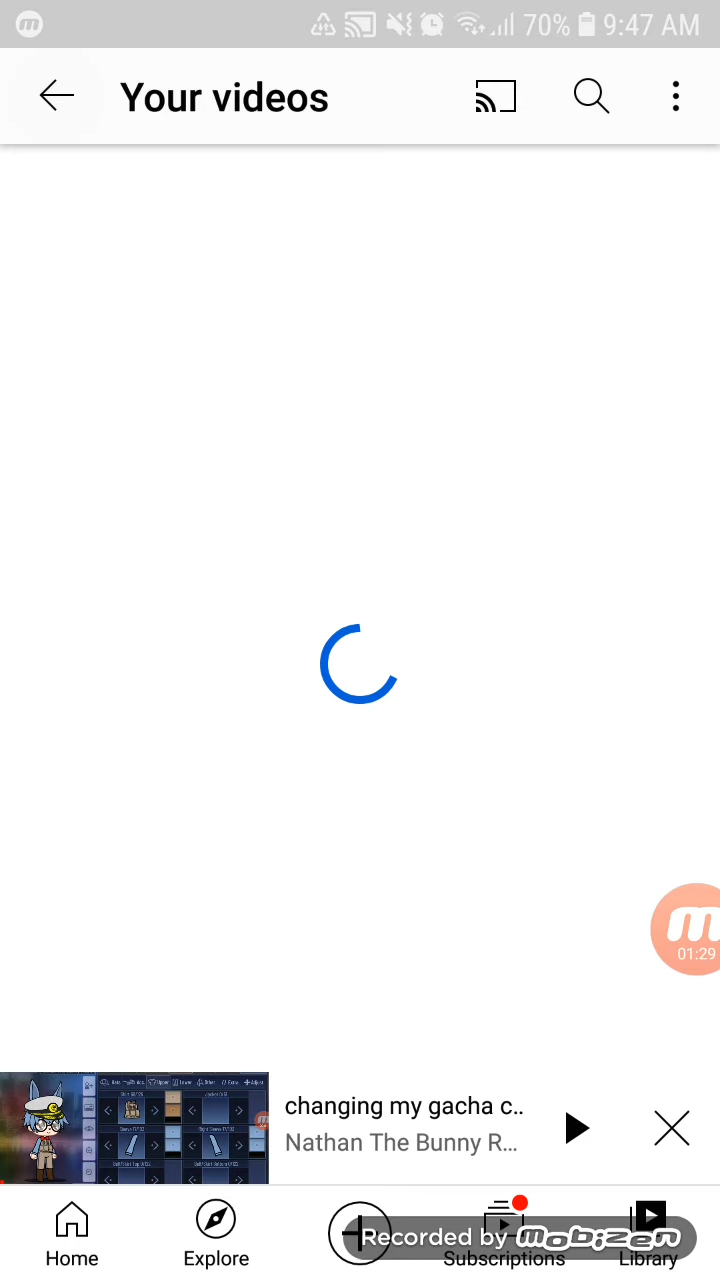 70% 9:47 AM
Your videos
01:29
changing my gacha c..
Nathan The Bunny R...
Home
Explore
Subscriptions
Library
Recorded by mobizen